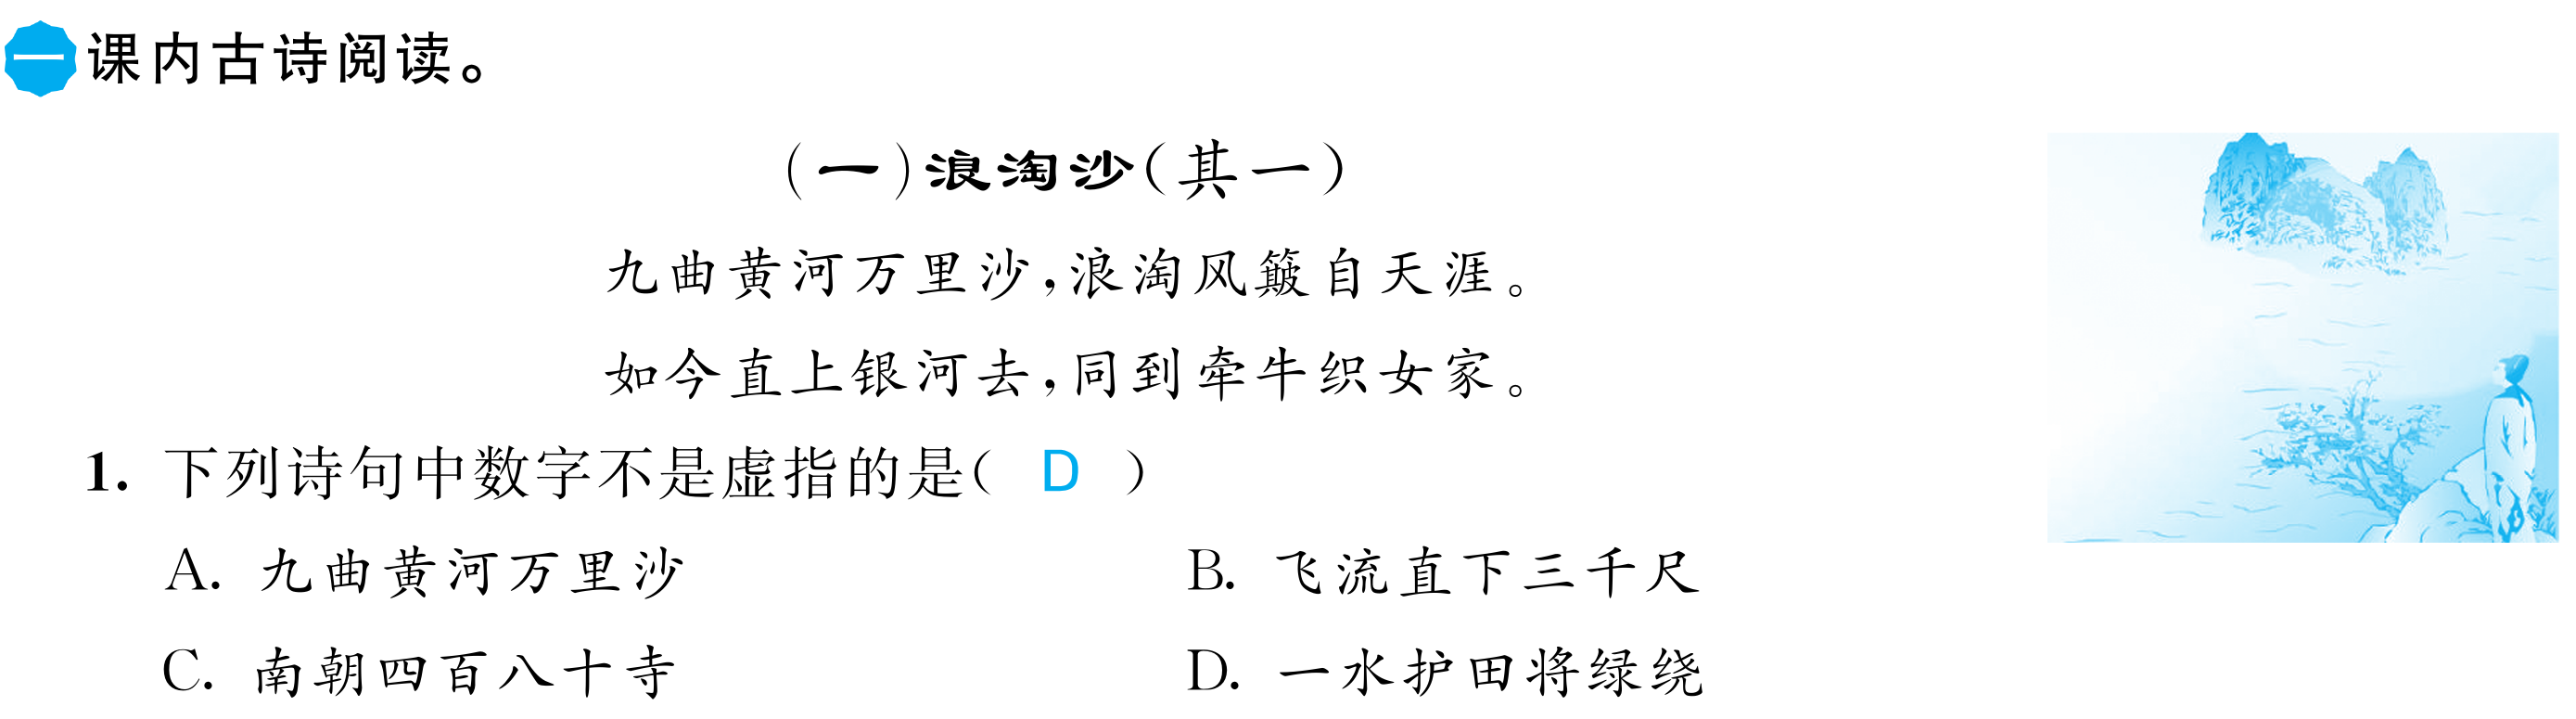 一 课内古诗阅读。
(一)浪淘沙(其一)
九曲黄河万里沙,浪淘风簸自天涯。
如今直上银河去,同到牵牛织女家。
1. 下列诗句中数字不是虚指的是( D )
A. 九曲黄河万里沙 B. 飞流直下三千尺
C. 南朝四百八十寺 D. 一水护田将绿绕